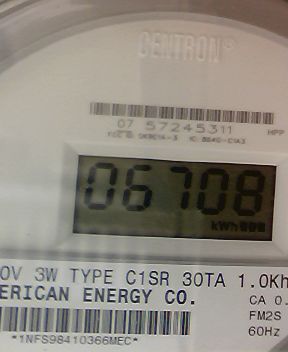 CENTRON®
07 57245311
HPP
06708
kWh
0V 3W TYPE C1SR 30TA 1.0Kh
ERICAN ENERGY CO.
CA 0.
FM2S
60Hz
*1NFS98410366MEC*